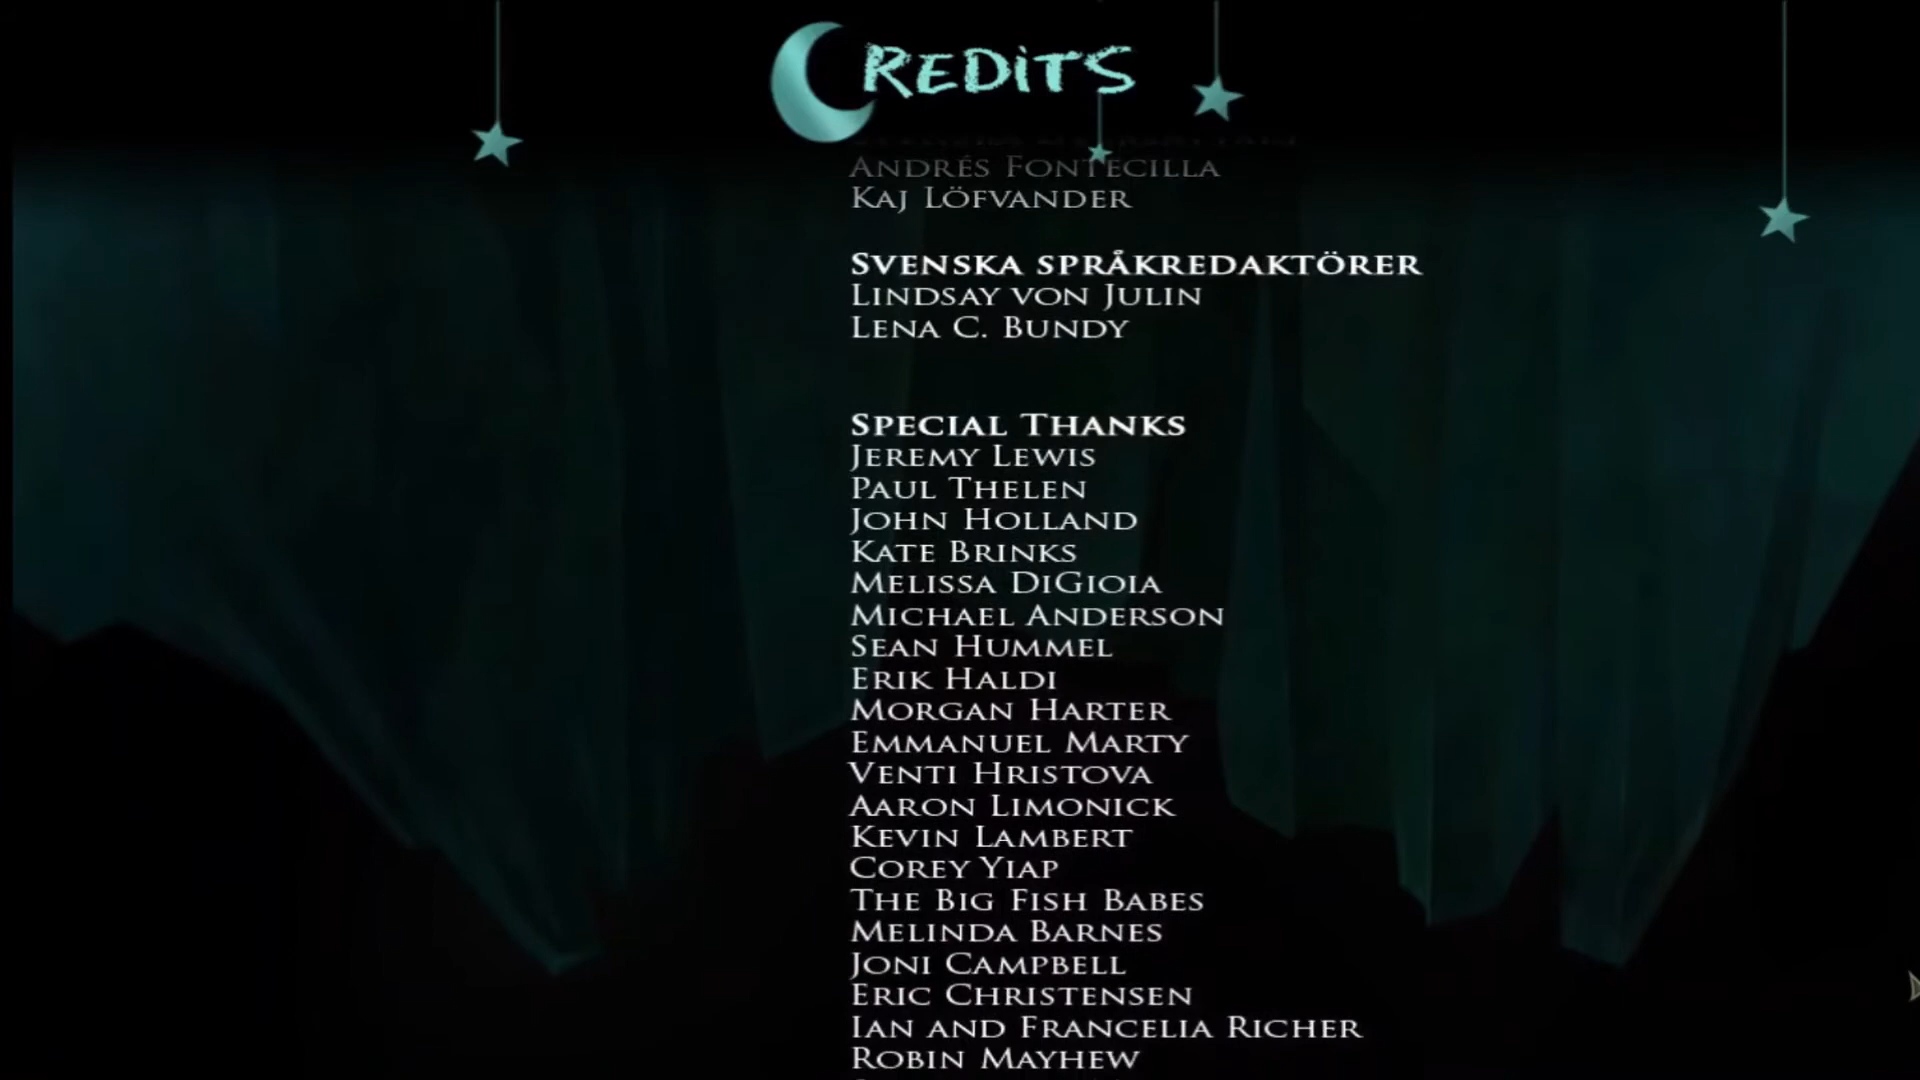 CREDITS
ANDRÉS FONTECILLA
KAJ LÖFVANDER
SVENSKA SPRÅKREDAKTÖRER
LINDSAY VON JULIN
LENA C. BUNDY
SPECIAL THANKS
JEREMY LEWIS
PAUL THELEN
JOHN HOLLAND
KATE BRINKS
MELISSA DIGIOIA
MICHAEL ANDERSON
SEAN HUMMEL
ERIK HALDI
MORGAN HARTER
EMMANUEL MARTY
VENTI HRISTOVA
AARON LIMONICK
KEVIN LAMBERT
COREY YIAP
THE BIG FISH BABES
MELINDA BARNES
JONI CAMPBELL
ERIC CHRISTENSEN
IAN AND FRANCELIA RICHER
ROBIN MAYHEW